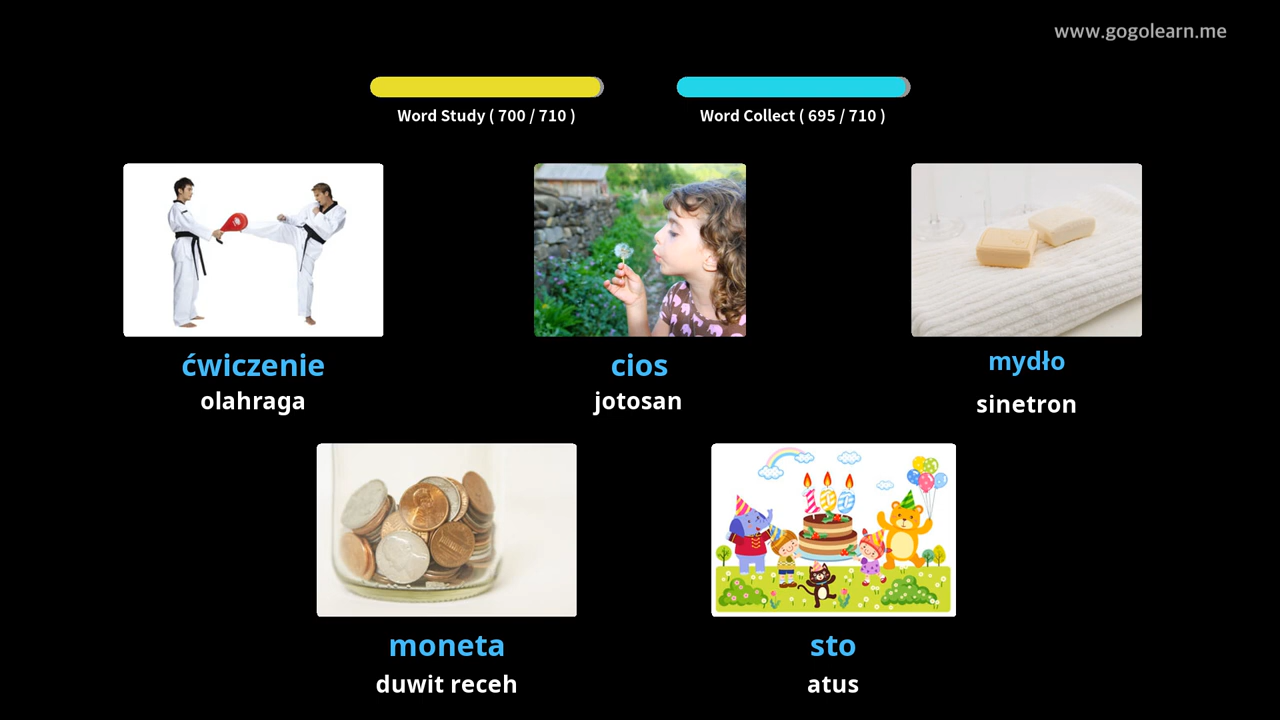 www.gogolearn.me
Word Study ( 700 / 710 )
Word Collect ( 695 / 710 )
ćwiczenie
olahraga
cios
jotosan
mydło
sinetron
moneta
duwit receh
sto
atus